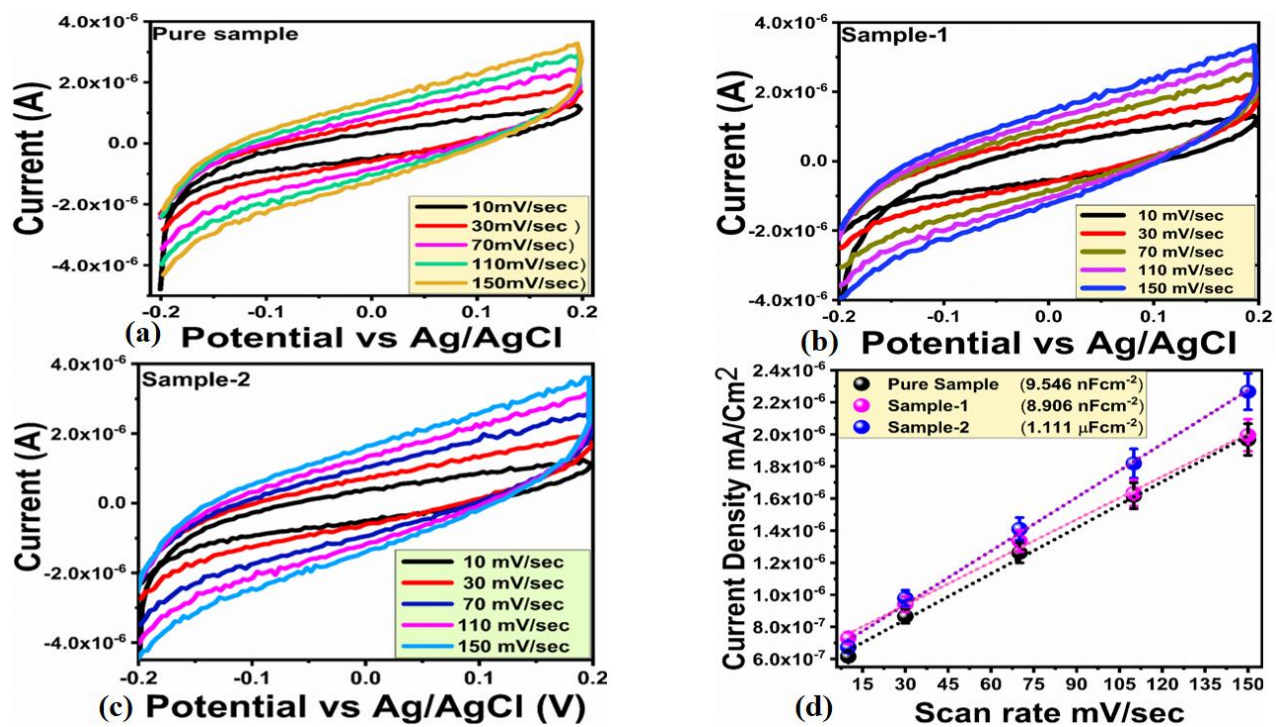 Pure sample
Current (A)
4.0x10⁻⁶
2.0x10⁻⁶
0.0
-2.0x10⁻⁶
-4.0x10⁻⁶
10mV/sec
30mV/sec )
70mV/sec)
110mV/sec)
150mV/sec)
-0.2 -0.1 0.0 0.1 0.2
(a) Potential vs Ag/AgCl
Sample-1
Current (A)
4.0x10⁻⁶
2.0x10⁻⁶
0.0
-2.0x10⁻⁶
-4.0x10⁻⁶
10 mV/sec
30 mV/sec
70 mV/sec
110 mV/sec
150 mV/sec
-0.2 -0.1 0.0 0.1 0.2
(b) Potential vs Ag/AgCl
Sample-2
Current (A)
4.0x10⁻⁶
2.0x10⁻⁶
0.0
-2.0x10⁻⁶
-4.0x10⁻⁶
10 mV/sec
30 mV/sec
70 mV/sec
110 mV/sec
150 mV/sec
-0.2 -0.1 0.0 0.1 0.2
(c) Potential vs Ag/AgCl (V)
Current Density mA/Cm²
2.4x10⁻⁶
2.2x10⁻⁶
2.0x10⁻⁶
1.8x10⁻⁶
1.6x10⁻⁶
1.4x10⁻⁶
1.2x10⁻⁶
1.0x10⁻⁶
8.0x10⁻⁷
6.0x10⁻⁷
Pure Sample (9.546 nFcm⁻²)
Sample-1 (8.906 nFcm⁻²)
Sample-2 (1.111 µFcm⁻²)
15 30 45 60 75 90 105 120 135 150
(d) Scan rate mV/sec